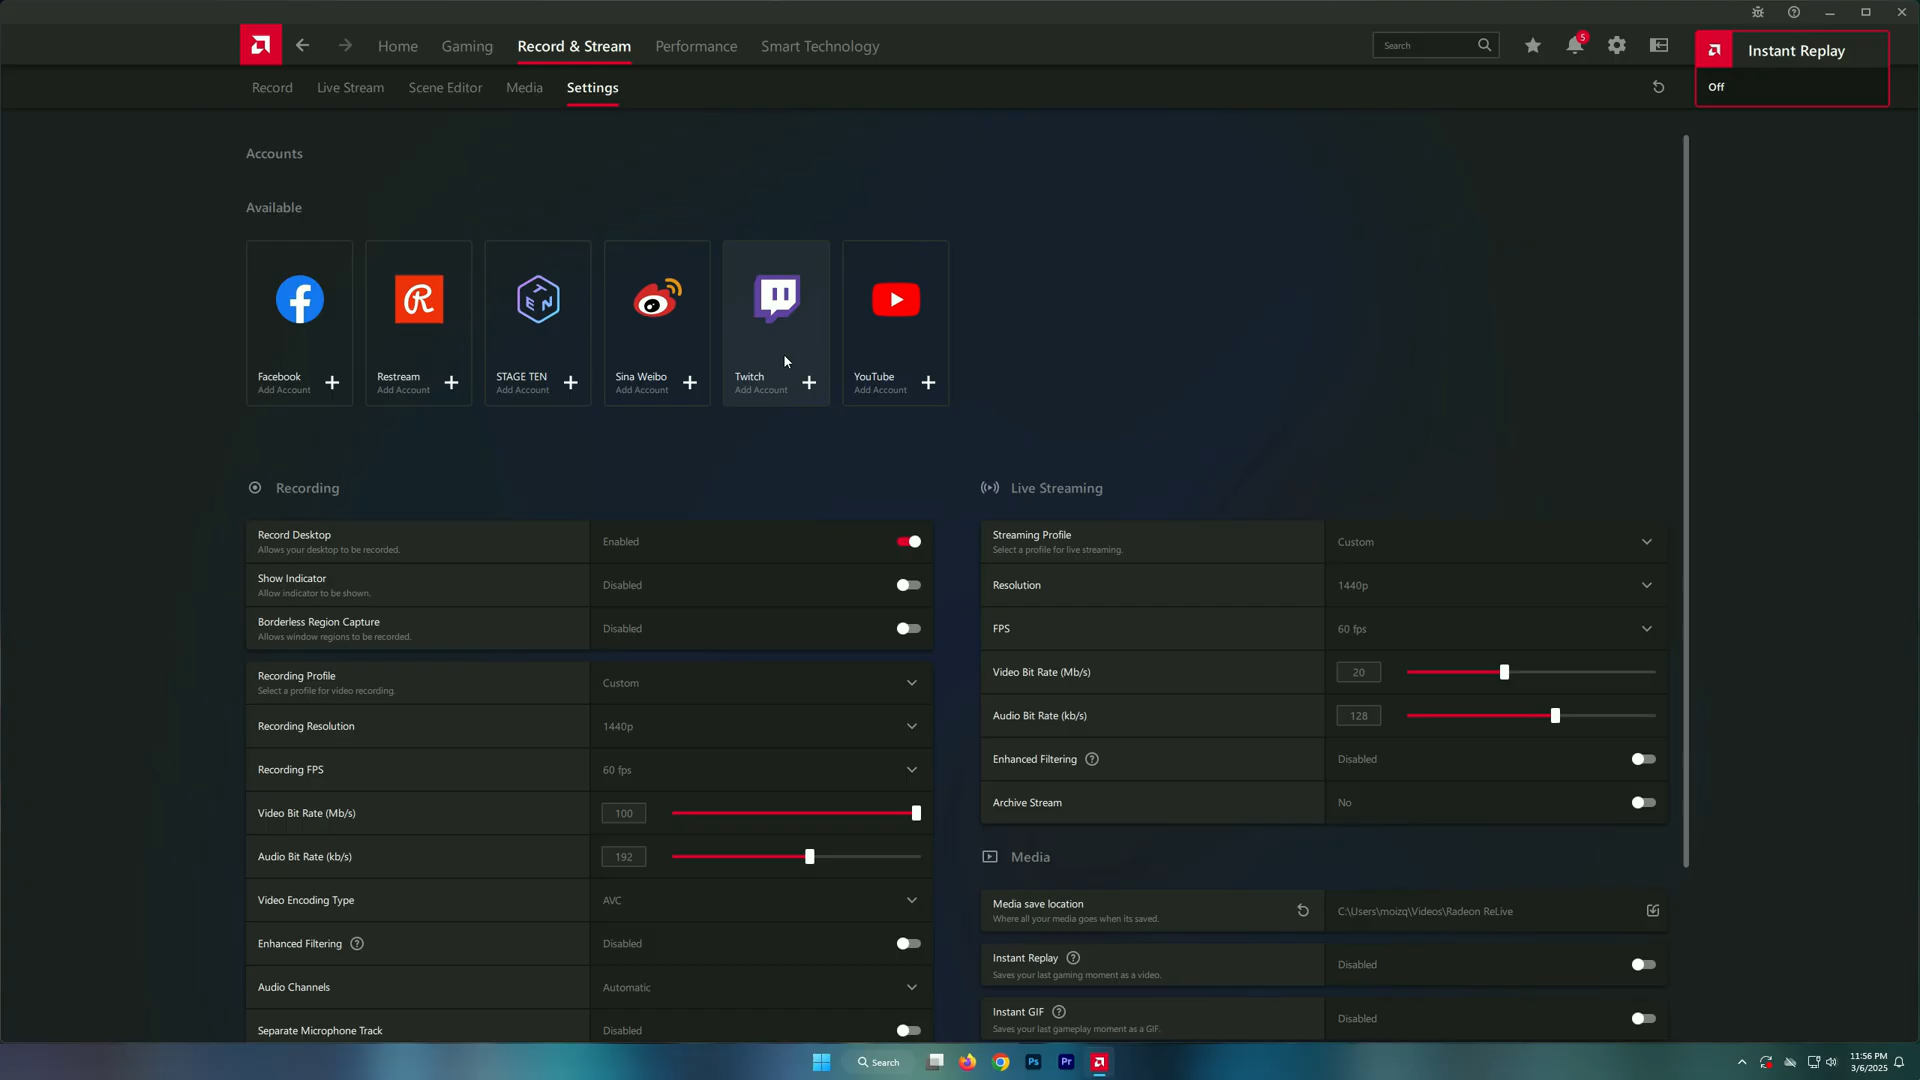 Home
Gaming
Record & Stream
Performance
Smart Technology
Search
5
Instant Replay
Off
Record
Live Stream
Scene Editor
Media
Settings
Accounts
Available
Facebook
Add Account
Restream
Add Account
STAGE TEN
Add Account
Sina Weibo
Add Account
Twitch
Add Account
YouTube
Add Account
Recording
Record Desktop
Allows your desktop to be recorded.
Enabled
Show Indicator
Allow indicator to be shown.
Disabled
Borderless Region Capture
Allows window regions to be recorded.
Disabled
Recording Profile
Select a profile for video recording.
Custom
Recording Resolution
1440p
Recording FPS
60 fps
Video Bit Rate (Mb/s)
100
Audio Bit Rate (kb/s)
192
Video Encoding Type
AVC
Enhanced Filtering
Disabled
Audio Channels
Automatic
Separate Microphone Track
Disabled
Live Streaming
Streaming Profile
Select a profile for live streaming.
Custom
Resolution
1440p
FPS
60 fps
Video Bit Rate (Mb/s)
20
Audio Bit Rate (kb/s)
128
Enhanced Filtering
Disabled
Archive Stream
No
Media
Media save location
Where all your media goes when its saved.
C:\Users\moizq\Videos\Radeon ReLive
Instant Replay
Saves your last gaming moment as a video.
Disabled
Instant GIF
Saves your last gameplay moment as a GIF.
Disabled
Search
Ps
Pr
11:56 PM
3/6/2025